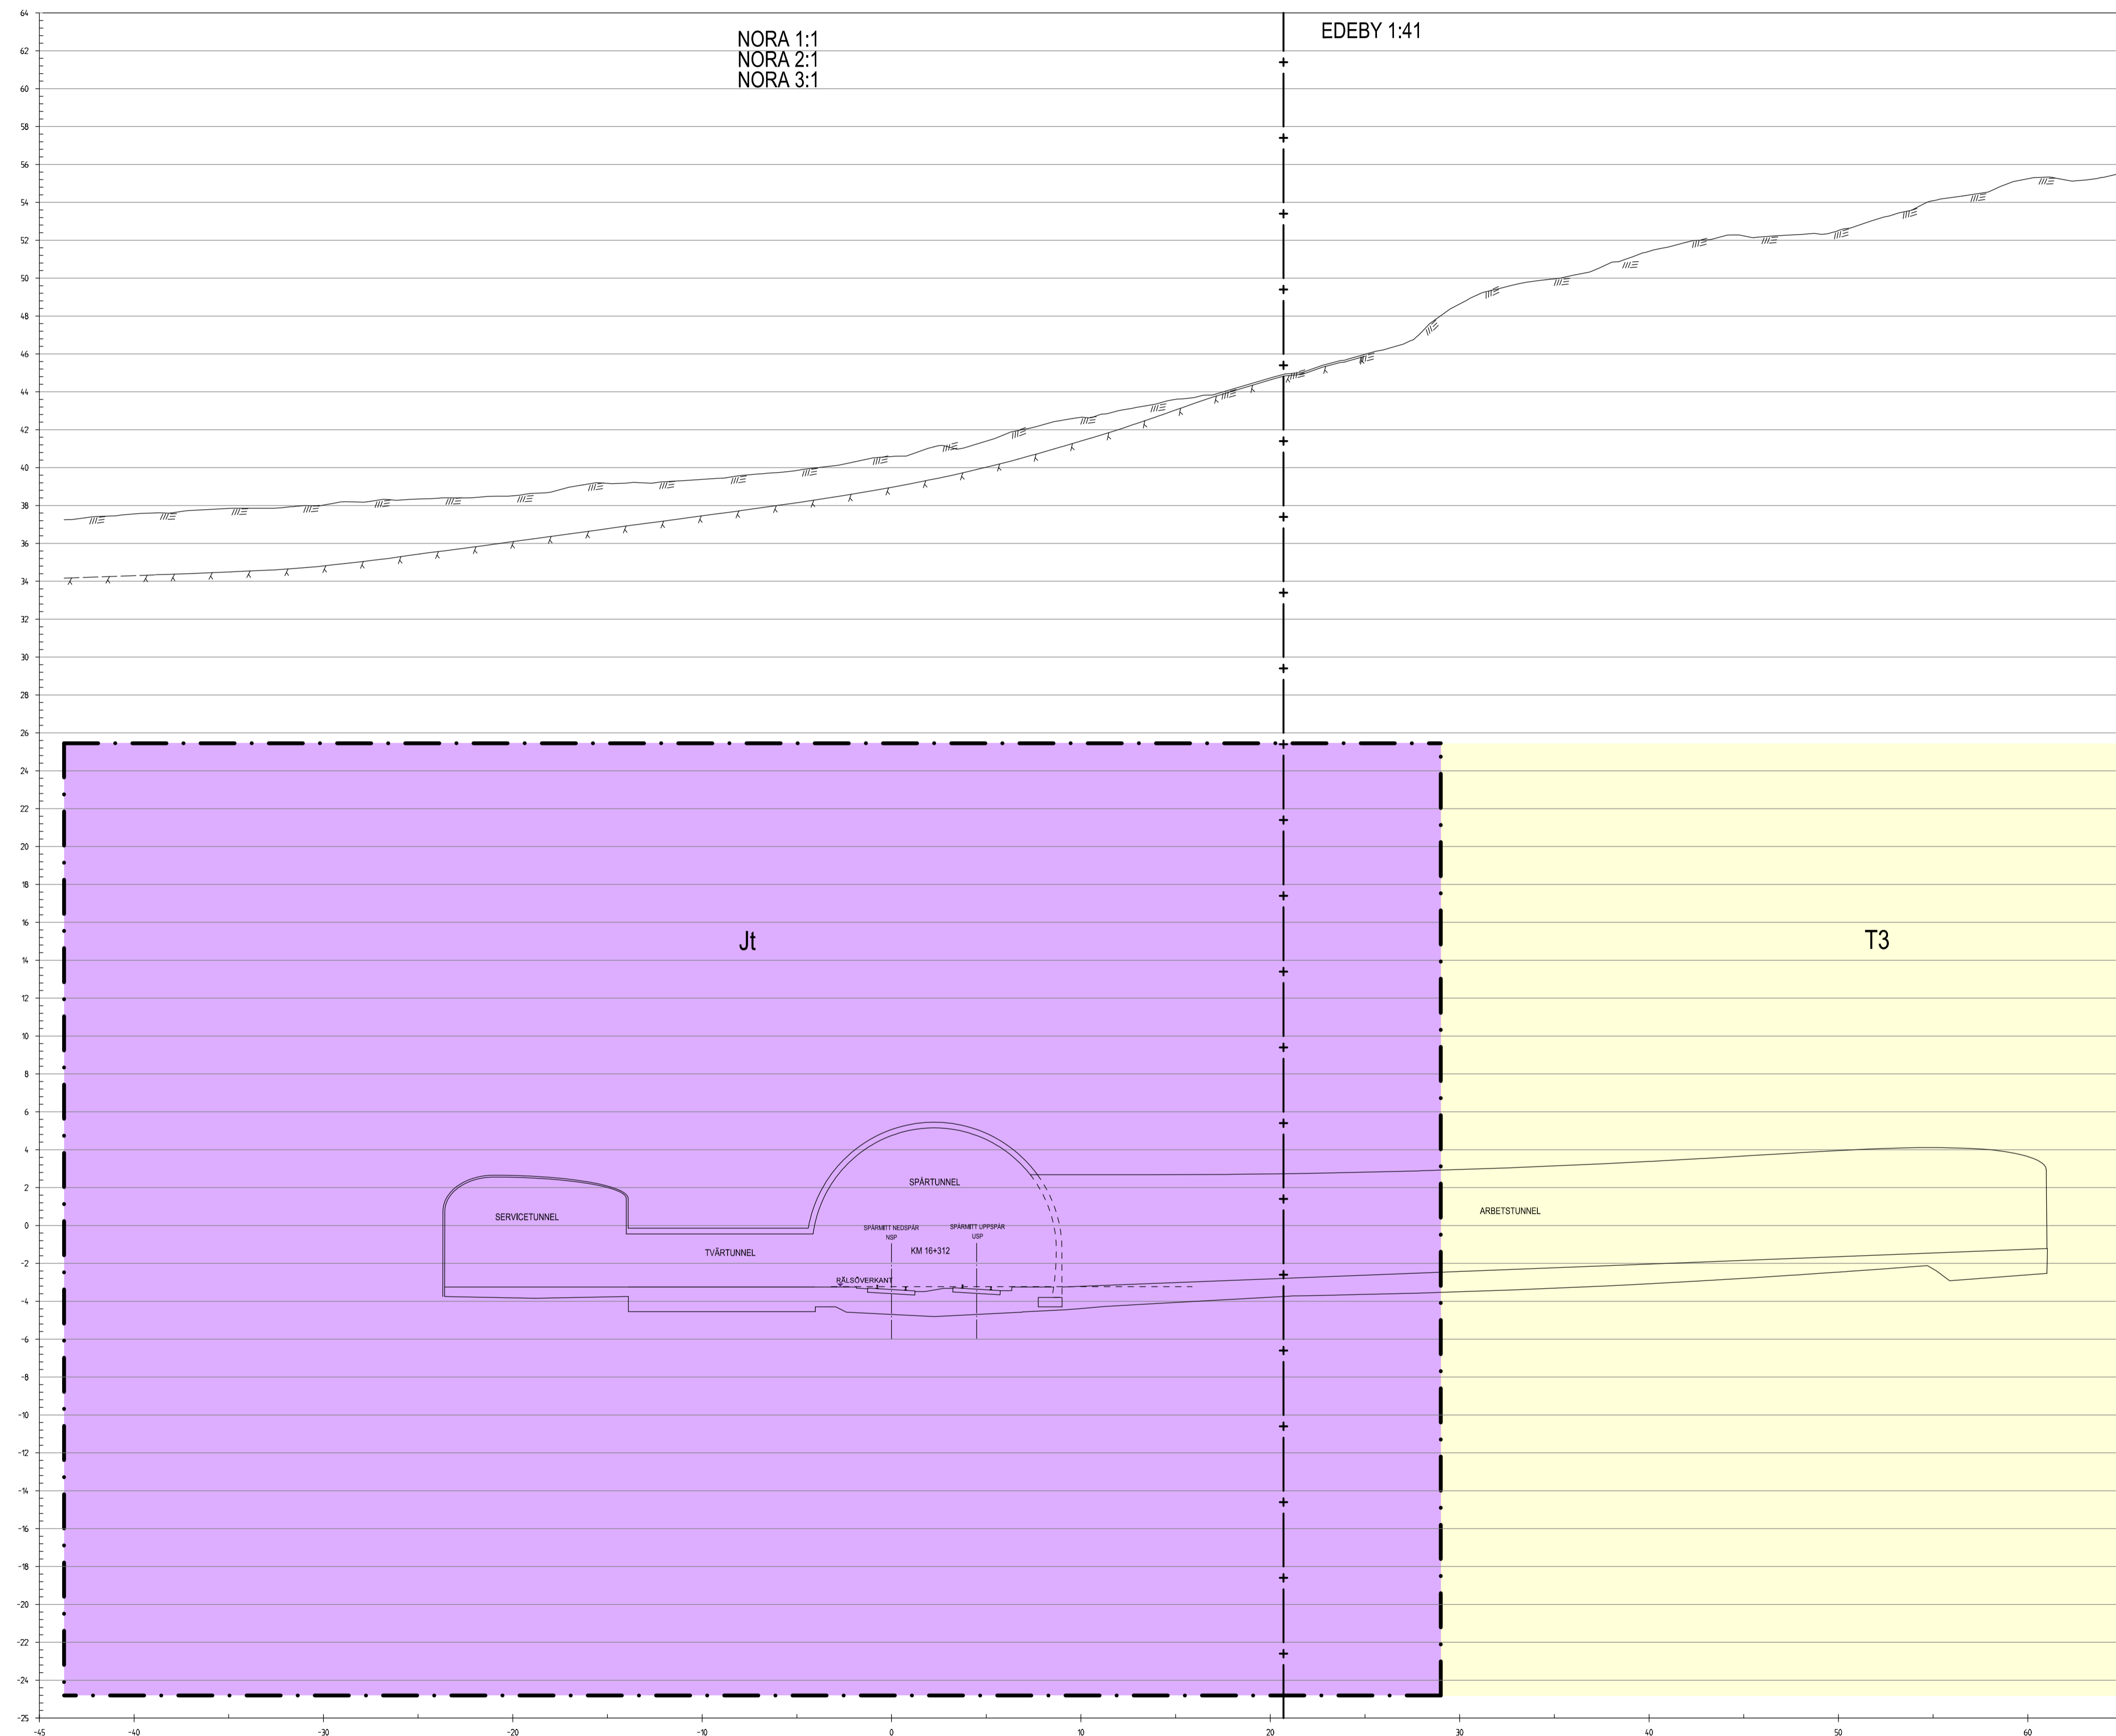 NORA 1:1
NORA 2:1
NORA 3:1
EDEBY 1:41
64
62
60
58
56
54
52
50
48
46
44
42
40
38
36
34
32
30
28
26
24
22
20
18
16
14
12
10
8
6
4
2
0
-2
-4
-6
-8
-10
-12
-14
-16
-18
-20
-22
-24
-25
Jt
T3
SPÅRTUNNEL
SERVICETUNNEL
ARBETSTUNNEL
SPÅRMITT NEDSPÅR
NSP
SPÅRMITT UPPSPÅR
USP
TVÄRTUNNEL
KM 16+312
RÄLSÖVERKANT
-45 -40 -30 -20 -10 0 10 20 30 40 50 60